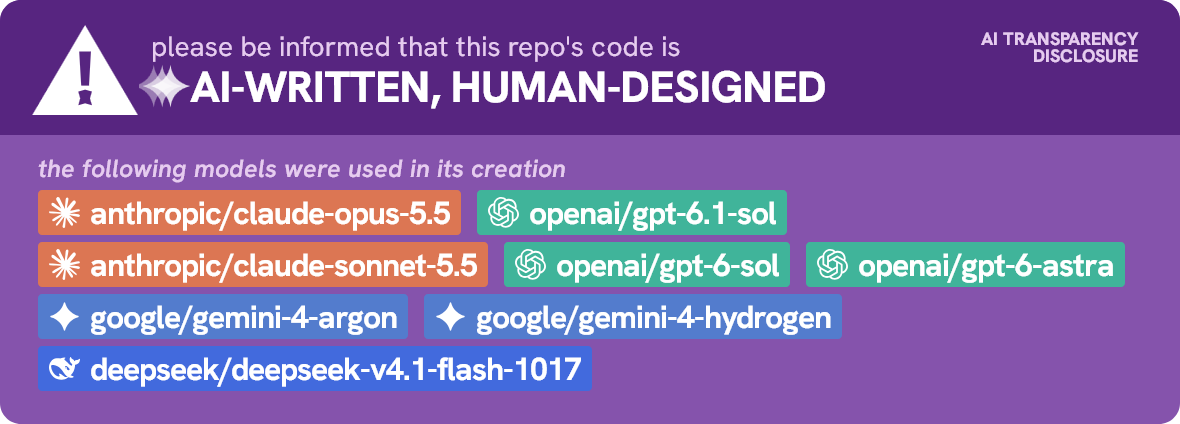 please be informed that this repo's code is
AI-WRITTEN, HUMAN-DESIGNED
AI TRANSPARENCY
DISCLOSURE
the following models were used in its creation
anthropic/claude-opus-5.5 openai/gpt-6.1-sol
anthropic/claude-sonnet-5.5 openai/gpt-6-sol openai/gpt-6-astra
google/gemini-4-argon google/gemini-4-hydrogen
deepseek/deepseek-v4.1-flash-1017